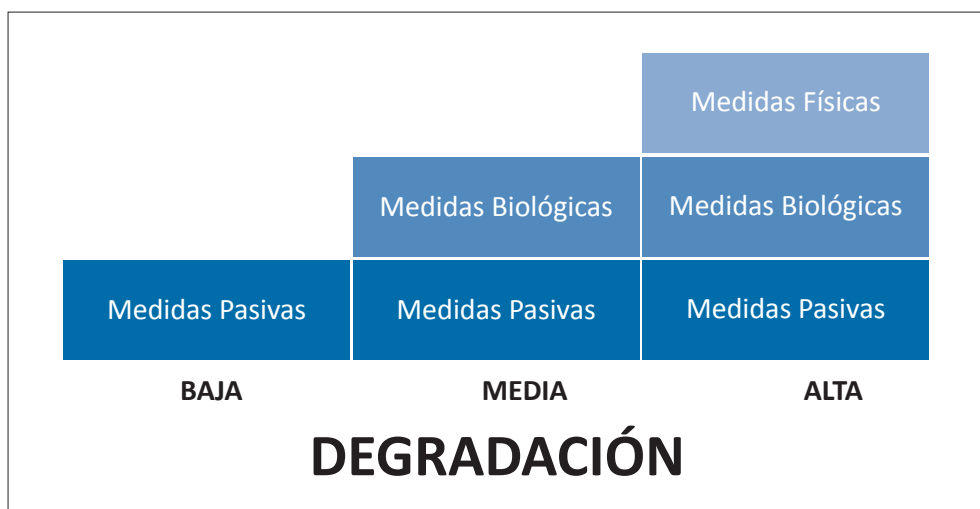 Medidas Físicas
Medidas Biológicas
Medidas Biológicas
Medidas Pasivas
Medidas Pasivas
Medidas Pasivas
BAJA
MEDIA
ALTA
DEGRADACIÓN